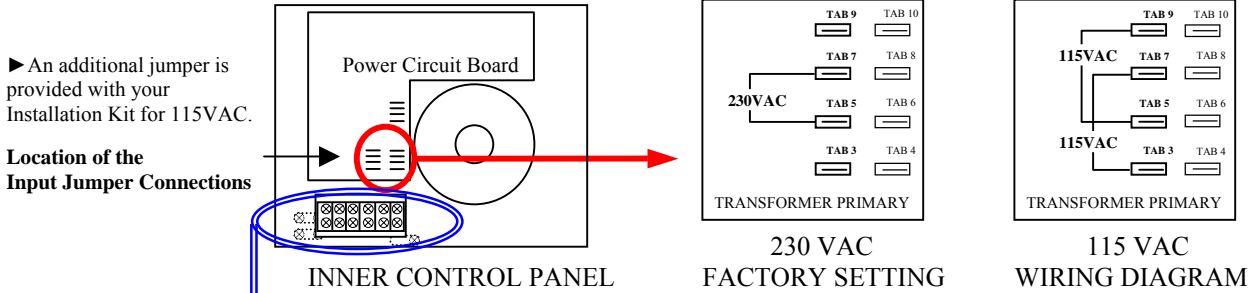 ►An additional jumper is
provided with your
Installation Kit for 115VAC.
Location of the
Input Jumper Connections
Power Circuit Board
INNER CONTROL PANEL
TAB 9 TAB 10
TAB 7 TAB 8
230VAC
TAB 5 TAB 6
TAB 3 TAB 4
TRANSFORMER PRIMARY
230 VAC
FACTORY SETTING
TAB 9 TAB 10
115VAC TAB 7 TAB 8
TAB 5 TAB 6
115VAC TAB 3 TAB 4
TRANSFORMER PRIMARY
115 VAC
WIRING DIAGRAM